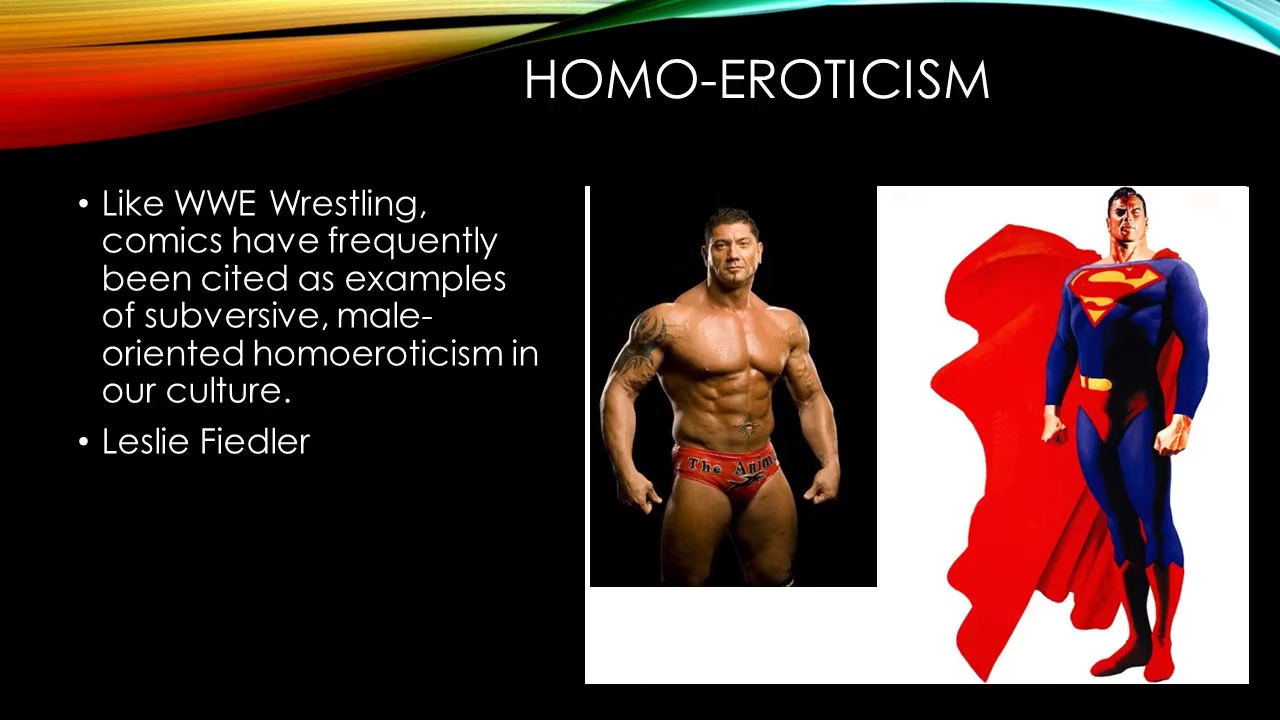 HOMO-EROTICISM
• Like WWE Wrestling,
comics have frequently
been cited as examples
of subversive, male-
oriented homoeroticism in
our culture.
• Leslie Fiedler
The Anim
S